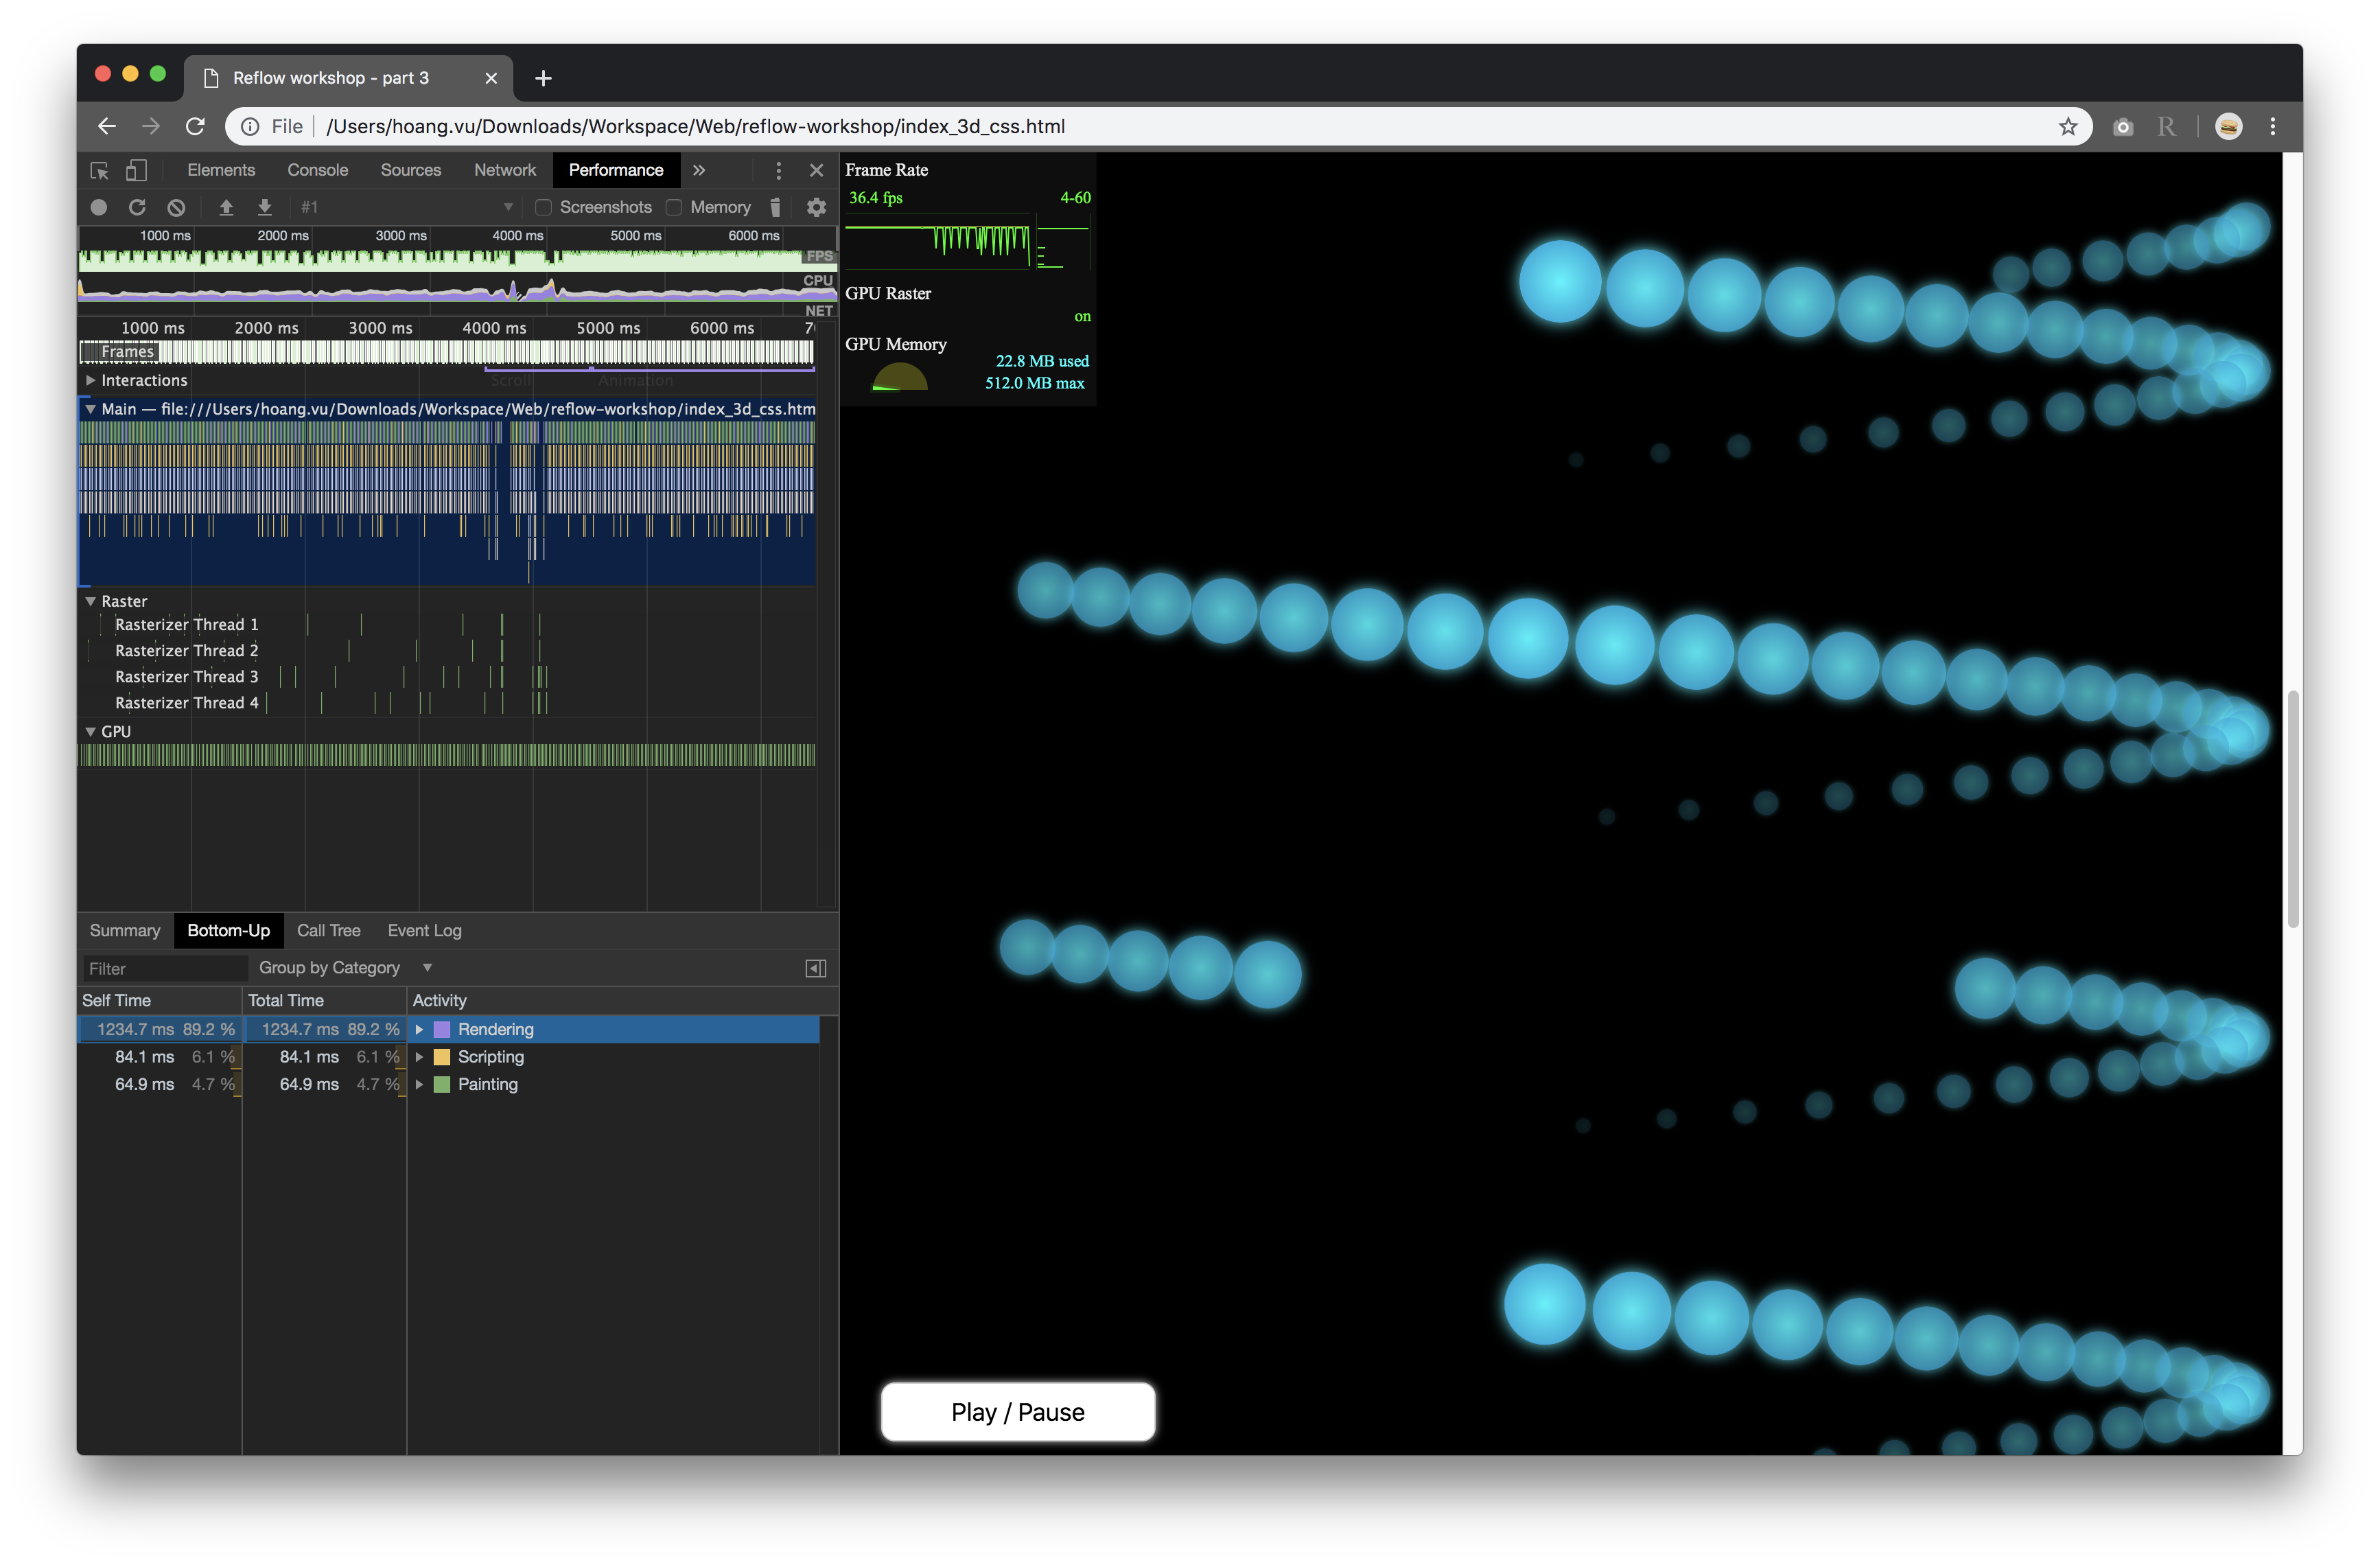 Reflow workshop - part 3
File /Users/hoang.vu/Downloads/Workspace/Web/reflow-workshop/index_3d_css.html
R
Elements Console Sources Network Performance
#1 Screenshots Memory
1000 ms 2000 ms 3000 ms 4000 ms 5000 ms 6000 ms
FPS
CPU
NET
1000 ms 2000 ms 3000 ms 4000 ms 5000 ms 6000 ms
Frames
Scroll Animation
Interactions
Main — file:///Users/hoang.vu/Downloads/Workspace/Web/reflow-workshop/index_3d_css.htm
Raster
Rasterizer Thread 1
Rasterizer Thread 2
Rasterizer Thread 3
Rasterizer Thread 4
GPU
Summary Bottom-Up Call Tree Event Log
Filter Group by Category
Self Time Total Time Activity
1234.7 ms 89.2 % 1234.7 ms 89.2 % Rendering
84.1 ms 6.1 % 84.1 ms 6.1 % Scripting
64.9 ms 4.7 % 64.9 ms 4.7 % Painting
Frame Rate
36.4 fps 4-60
GPU Raster
on
GPU Memory
22.8 MB used
512.0 MB max
Play / Pause